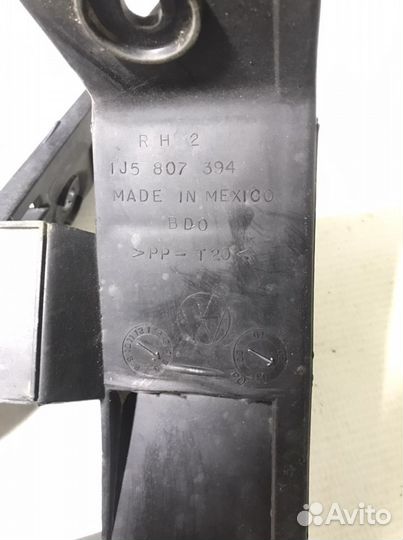 RH 2
1J5 807 394
MADE IN MEXICO
BDO
>PP-T20<
Avito